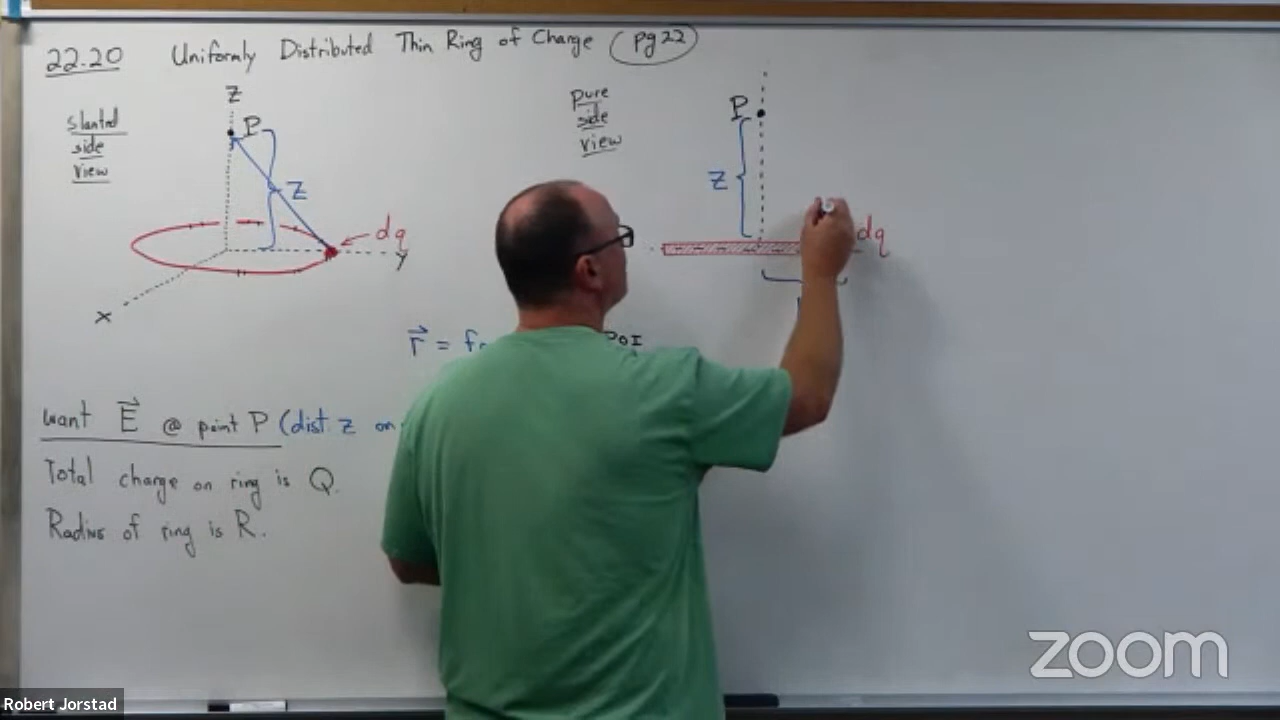 22.20 Uniformly Distributed Thin Ring of Charge (pg 22)
slanted
side
view
z
P
z
dq
y
x
pure
side
view
P
z
dq
r⃗ =
POI
want E⃗ @ point P (dist z on
Total charge on ring is Q.
Radius of ring is R.
zoom
Robert Jorstad